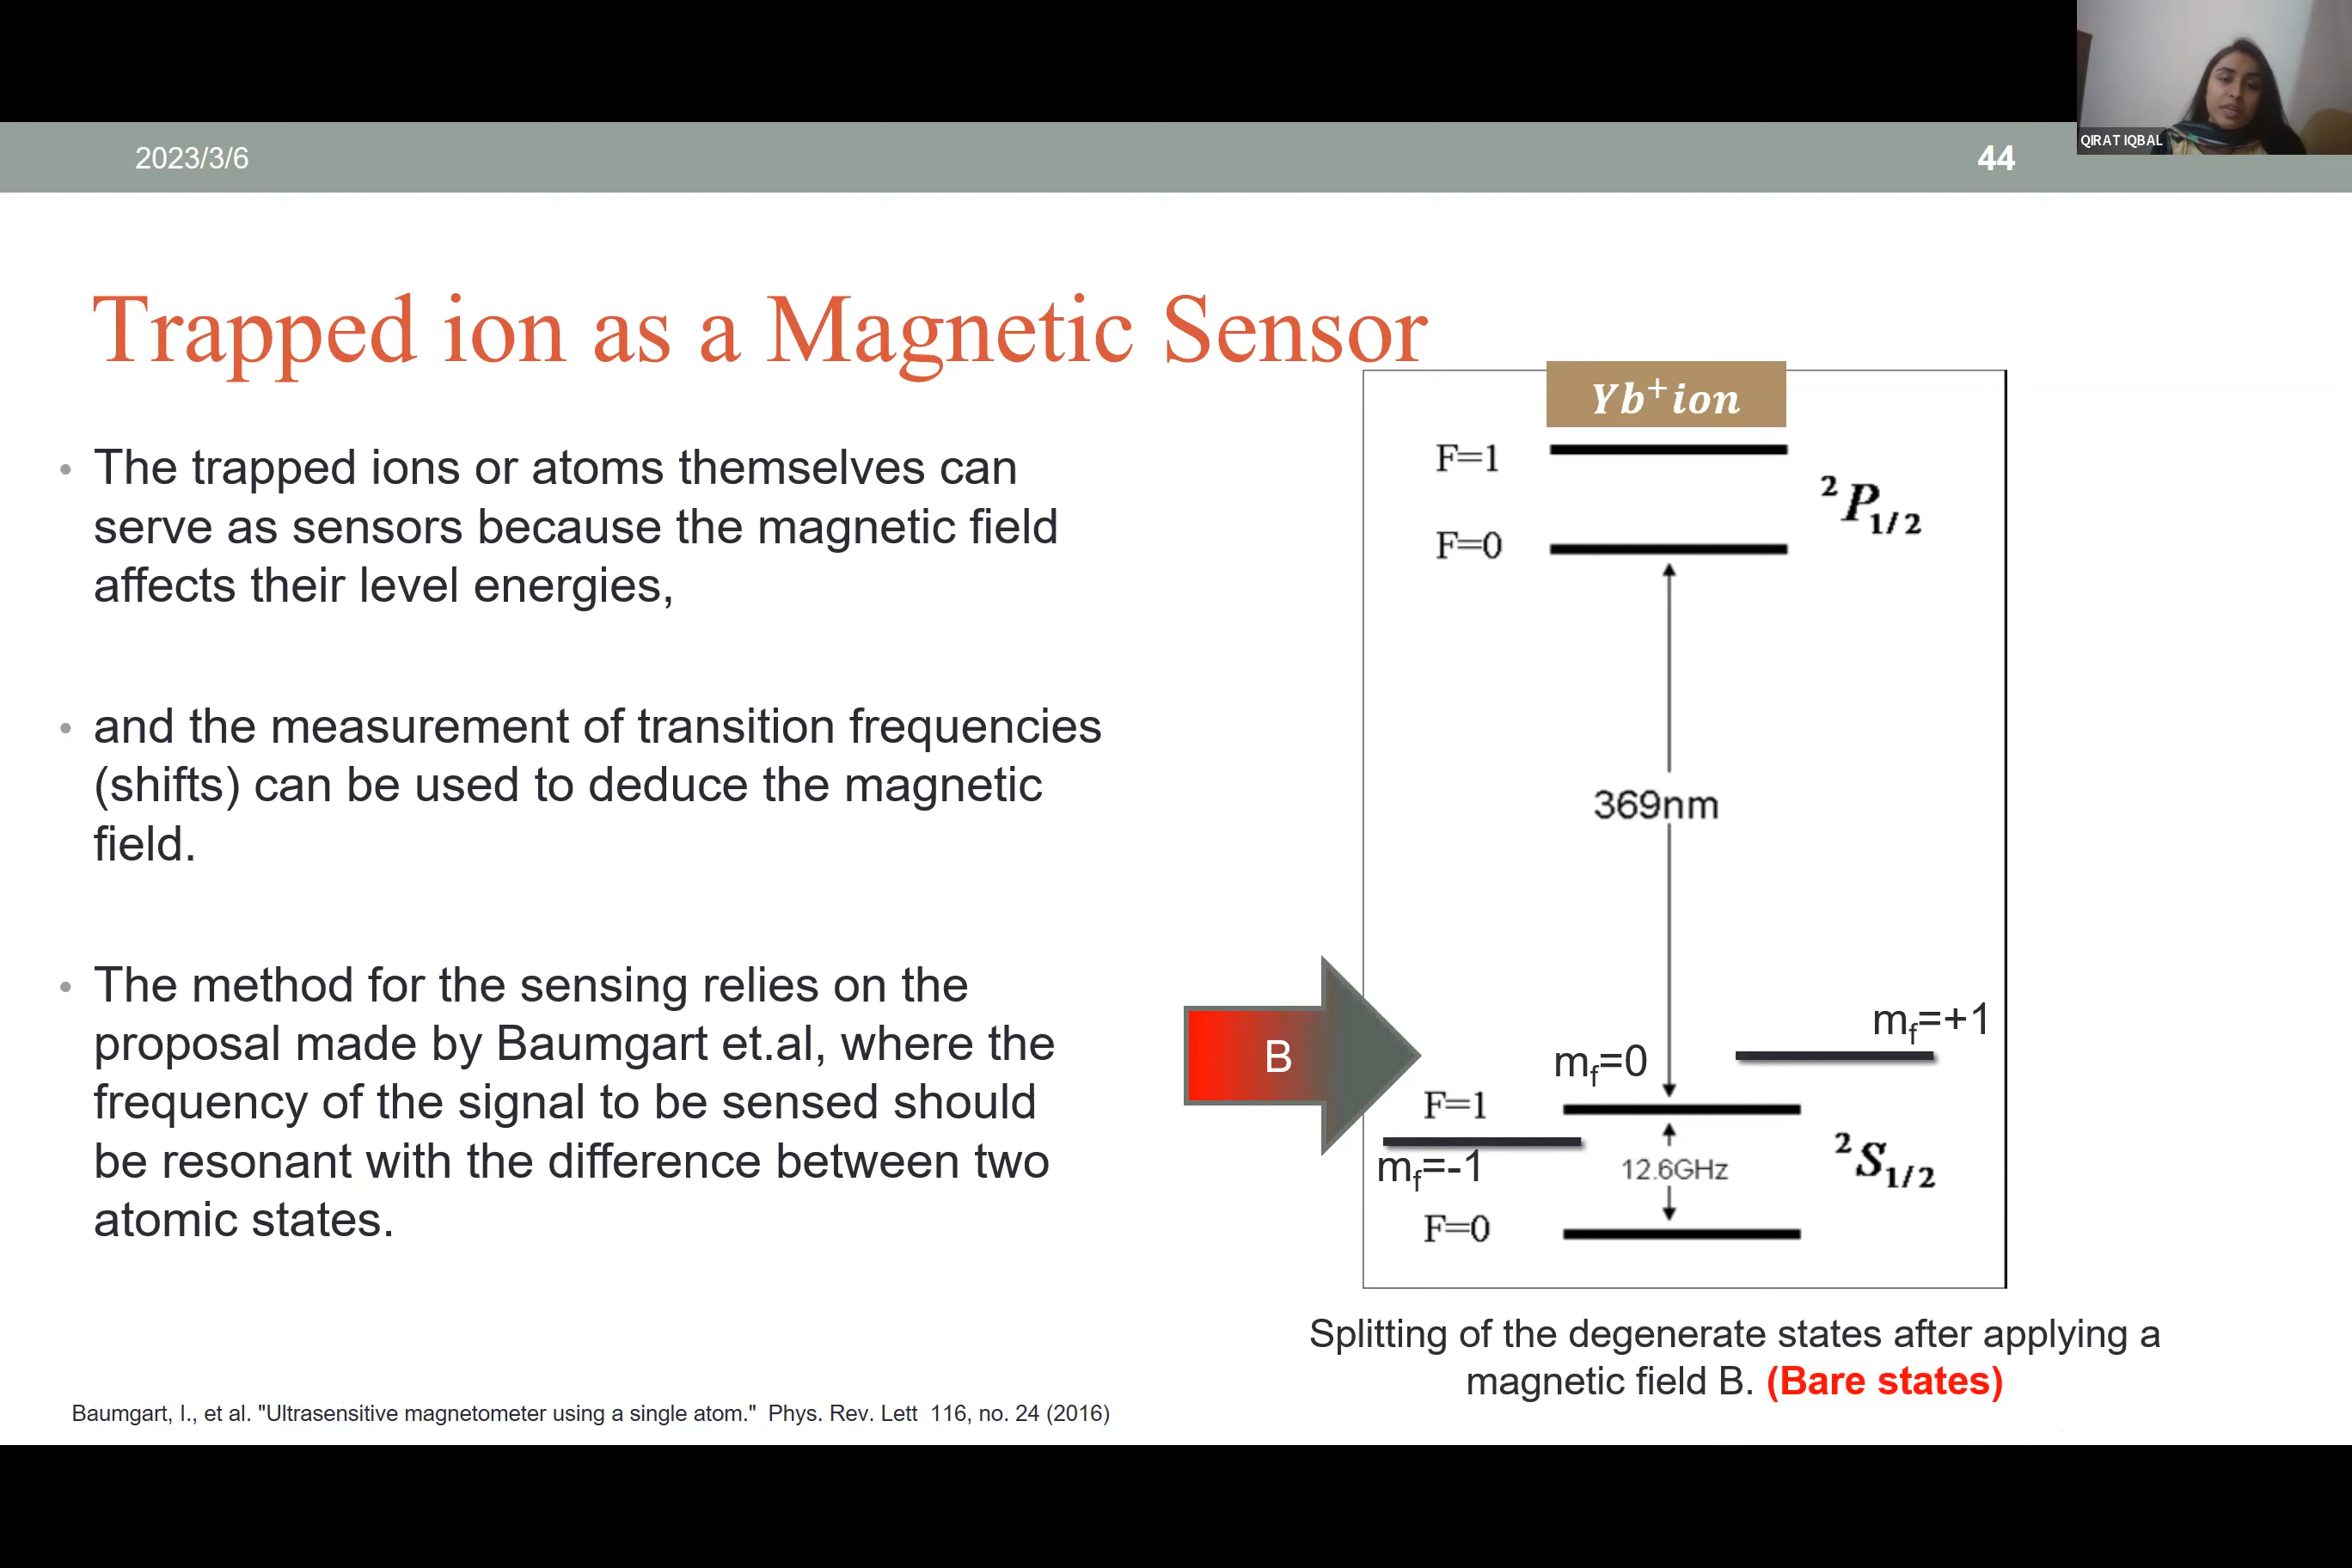 QIRAT IQBAL
2023/3/6
44
Trapped ion as a Magnetic Sensor
• The trapped ions or atoms themselves can
serve as sensors because the magnetic field
affects their level energies,
• and the measurement of transition frequencies
(shifts) can be used to deduce the magnetic
field.
• The method for the sensing relies on the
proposal made by Baumgart et.al, where the
frequency of the signal to be sensed should
be resonant with the difference between two
atomic states.
Baumgart, I., et al. "Ultrasensitive magnetometer using a single atom." Phys. Rev. Lett 116, no. 24 (2016)
Yb⁺ion
F=1
²P₁/₂
F=0
369nm
B
m_f=+1
m_f=0
F=1
m_f=-1
²S₁/₂
12.6GHz
F=0
Splitting of the degenerate states after applying a
magnetic field B. (Bare states)